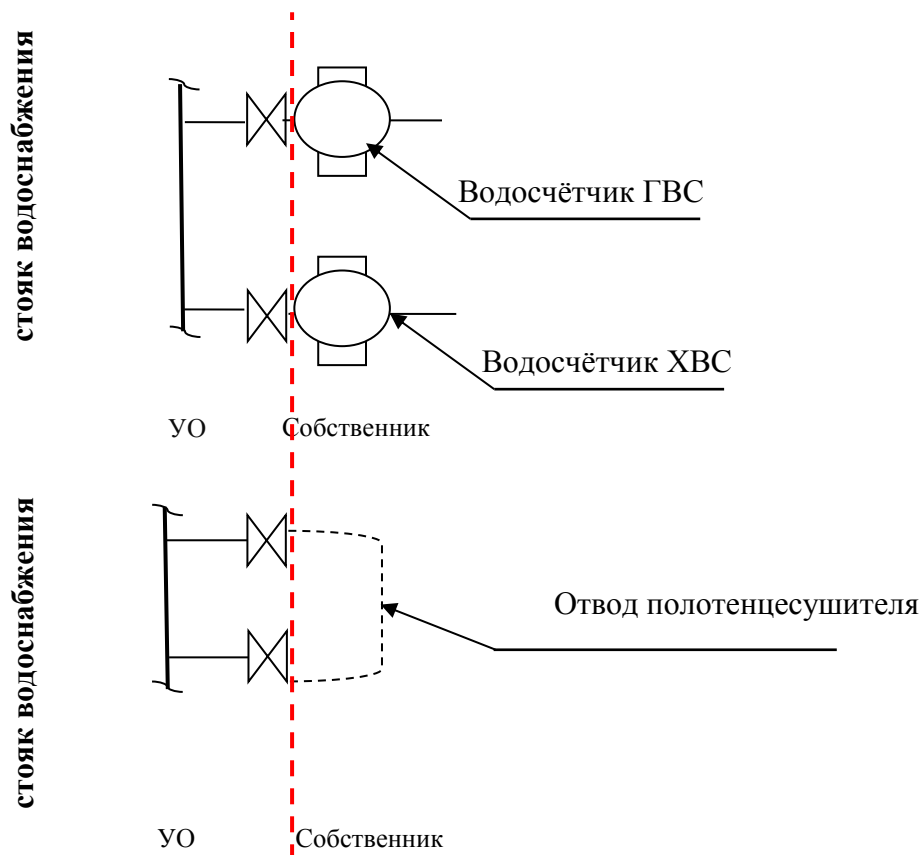 стояк водоснабжения
Водосчётчик ГВС
Водосчётчик ХВС
УО
Собственник
стояк водоснабжения
Отвод полотенцесушителя
УО
Собственник